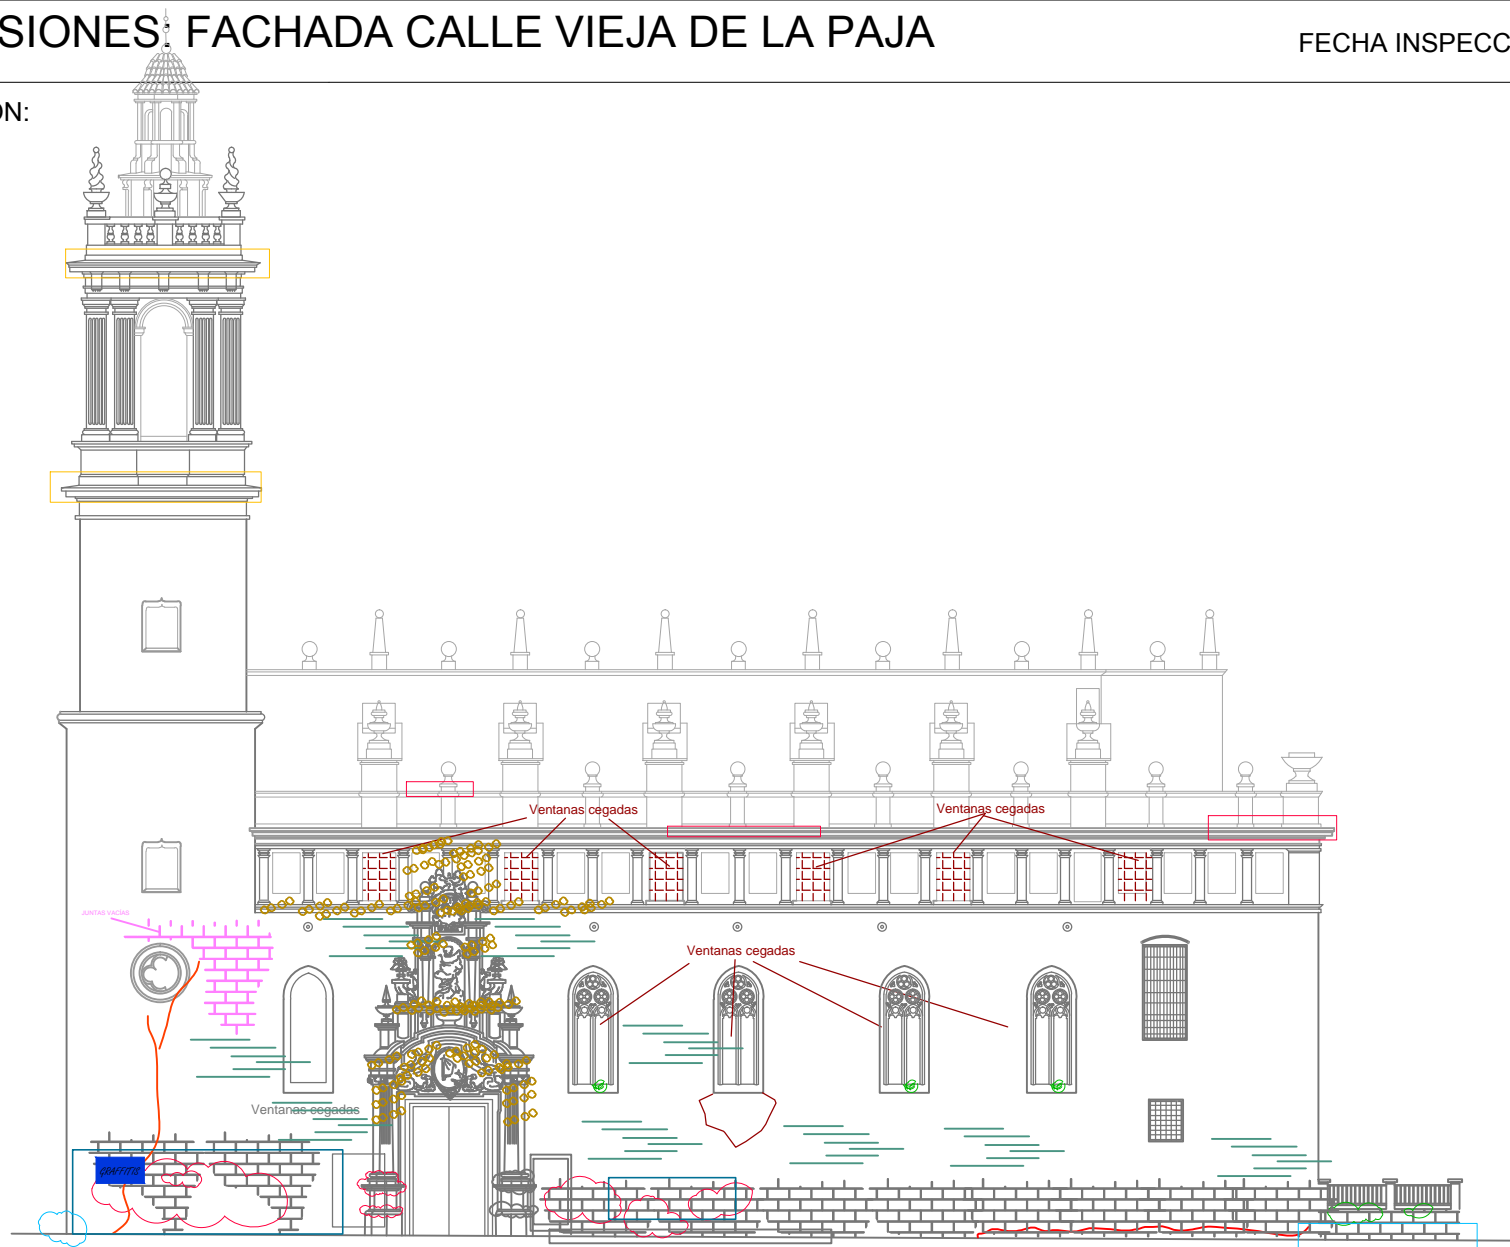 SIONES: FACHADA CALLE VIEJA DE LA PAJA
FECHA INSPECC
ÓN:
Ventanas cegadas
Ventanas cegadas
JUNTAS VACÍAS
Ventanas cegadas
Ventanas cegadas
GRAFFITIS